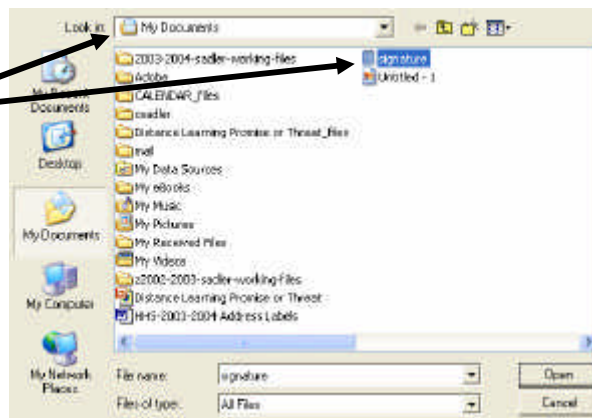 Look in: My Documents
My Recent Documents
Desktop
My Documents
My Computer
My Network Places
2003-2004-sadler-working-files
Adobe
CALENDAR_files
csadler
Distance Learning Promise or Threat_files
mail
My Data Sources
My eBooks
My Music
My Pictures
My Received Files
My Videos
z2002-2003-sadler-working-files
Distance Learning Promise or Threat
HHS-2003-2004 Address Labels
signature
Untitled - 1
File name: signature
Open
Files of type: All Files
Cancel